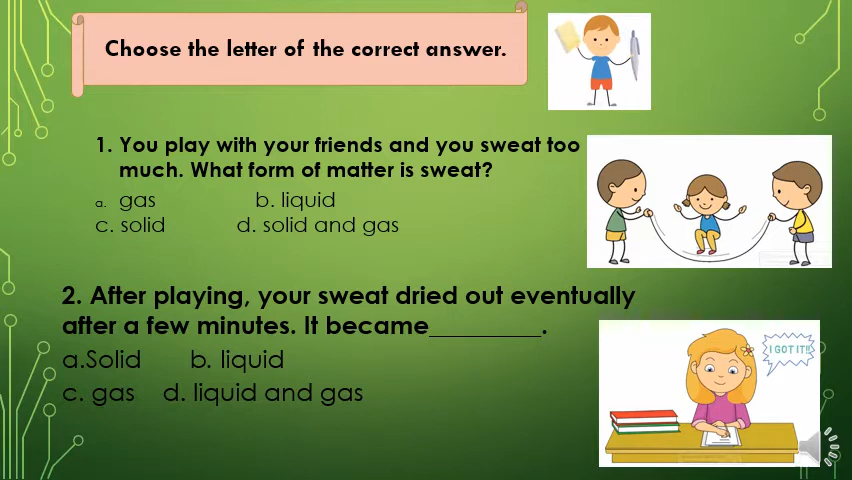 Choose the letter of the correct answer.
1. You play with your friends and you sweat too
much. What form of matter is sweat?
a. gas b. liquid
c. solid d. solid and gas
2. After playing, your sweat dried out eventually
after a few minutes. It became_________.
a.Solid b. liquid
c. gas d. liquid and gas
I GOT IT!!